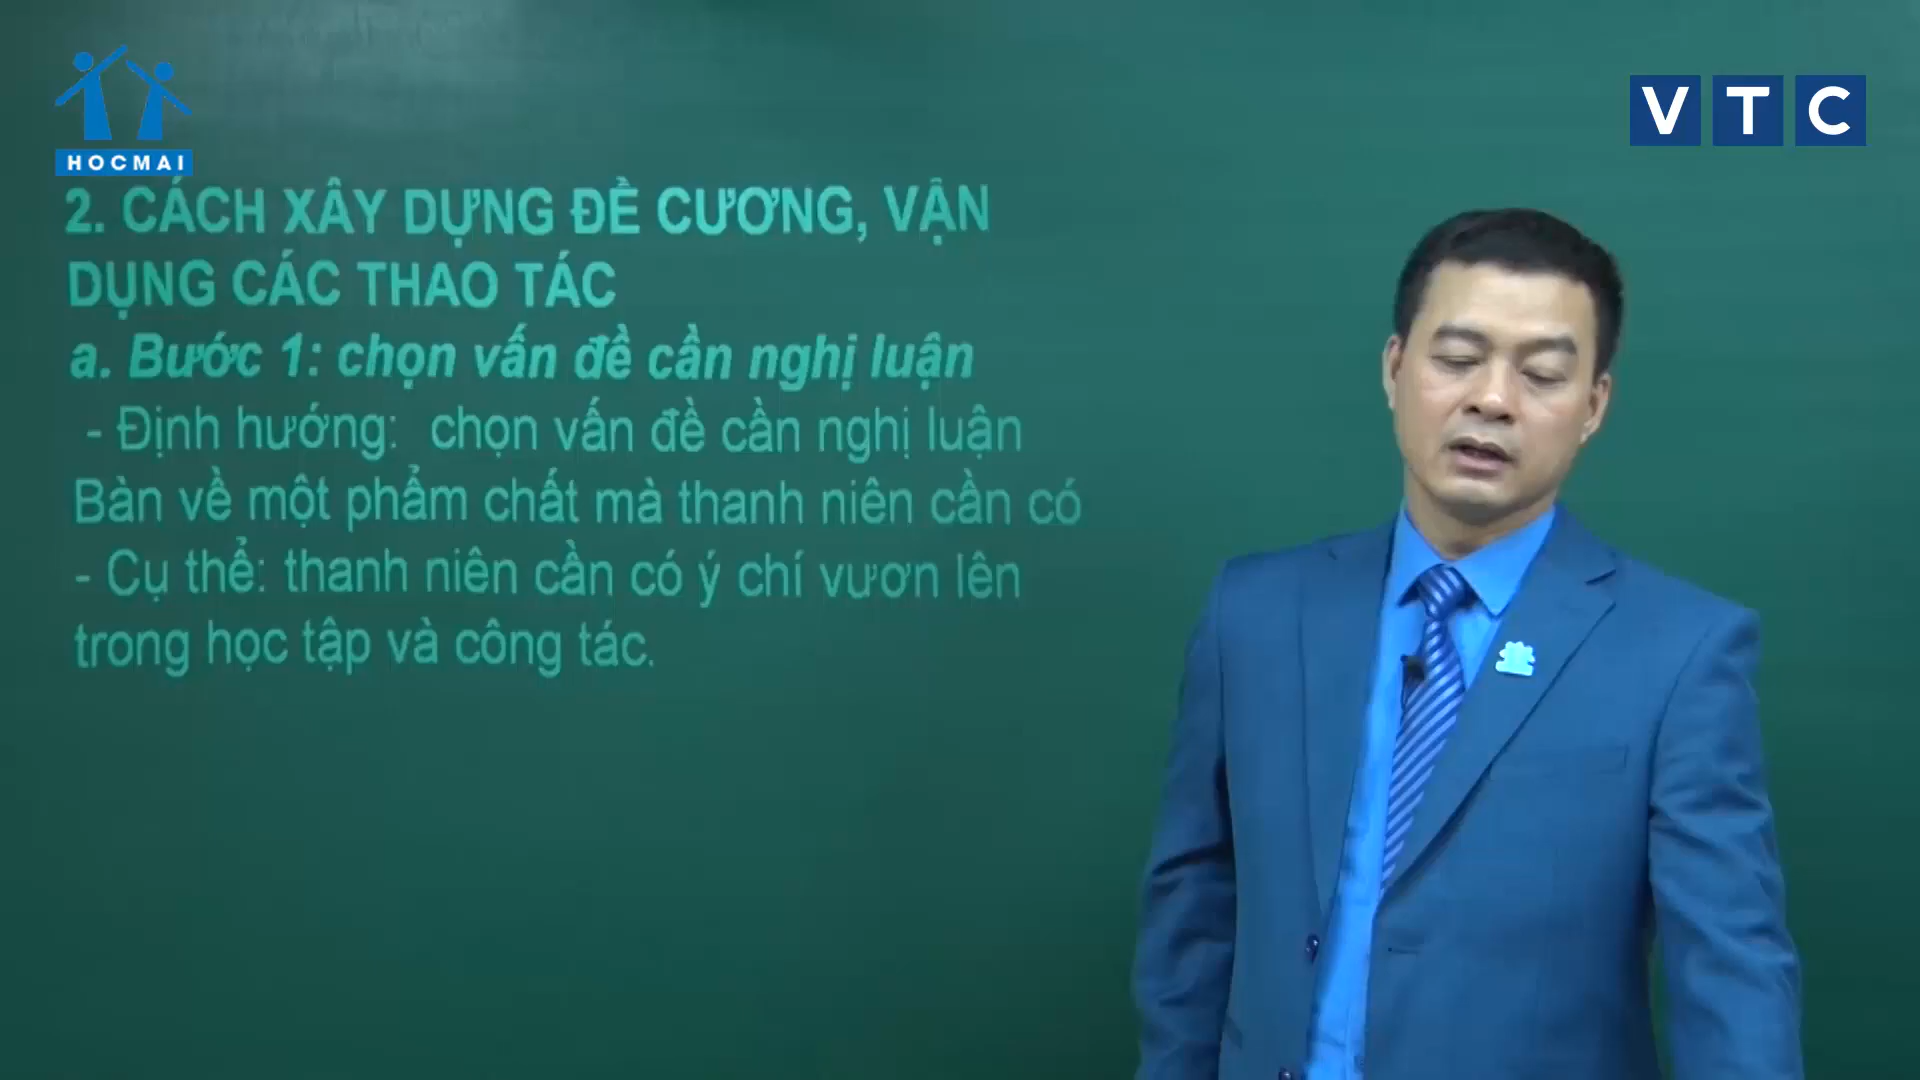 HOCMAI
VTC
2. CÁCH XÂY DỰNG ĐỀ CƯƠNG, VẬN
DỤNG CÁC THAO TÁC
a. Bước 1: chọn vấn đề cần nghị luận
- Định hướng: chọn vấn đề cần nghị luận
Bàn về một phẩm chất mà thanh niên cần có
- Cụ thể: thanh niên cần có ý chí vươn lên
trong học tập và công tác.